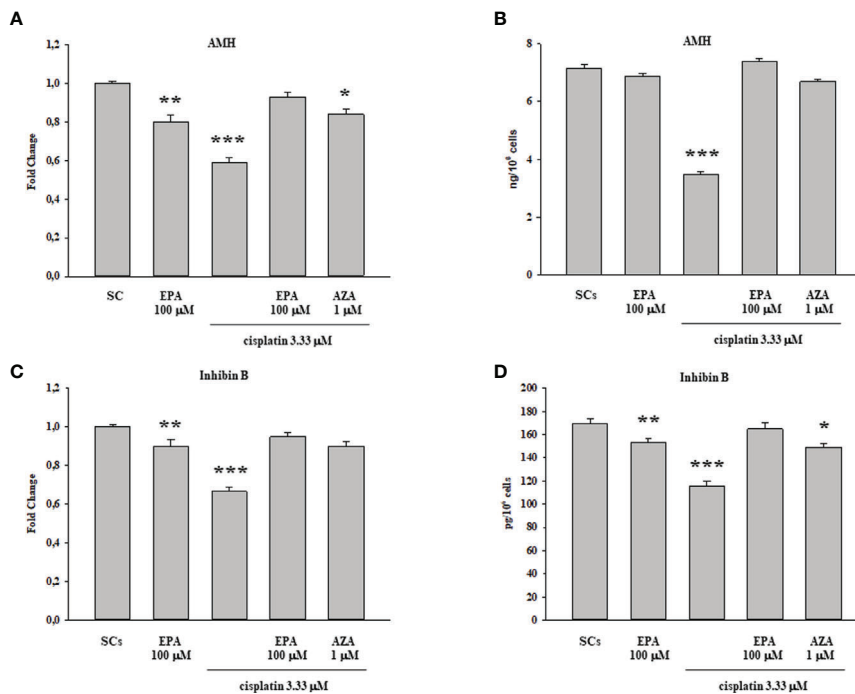 A
AMH
1,2
1,0
0,8
0,6
0,4
0,2
0,0
Fold Change
**
***
*
SC
EPA
100 µM
EPA
100 µM
AZA
1 µM
cisplatin 3.33 µM
B
AMH
8
6
4
2
0
ng/10⁶ cells
***
SCs
EPA
100 µM
EPA
100 µM
AZA
1 µM
cisplatin 3.33 µM
C
Inhibin B
1,2
1,0
0,8
0,6
0,4
0,2
0,0
Fold Change
**
***
SCs
EPA
100 µM
EPA
100 µM
AZA
1 µM
cisplatin 3.33 µM
D
Inhibin B
200
180
160
140
120
100
80
60
40
20
0
pg/10⁶ cells
**
***
*
SCs
EPA
100 µM
EPA
100 µM
AZA
1 µM
cisplatin 3.33 µM